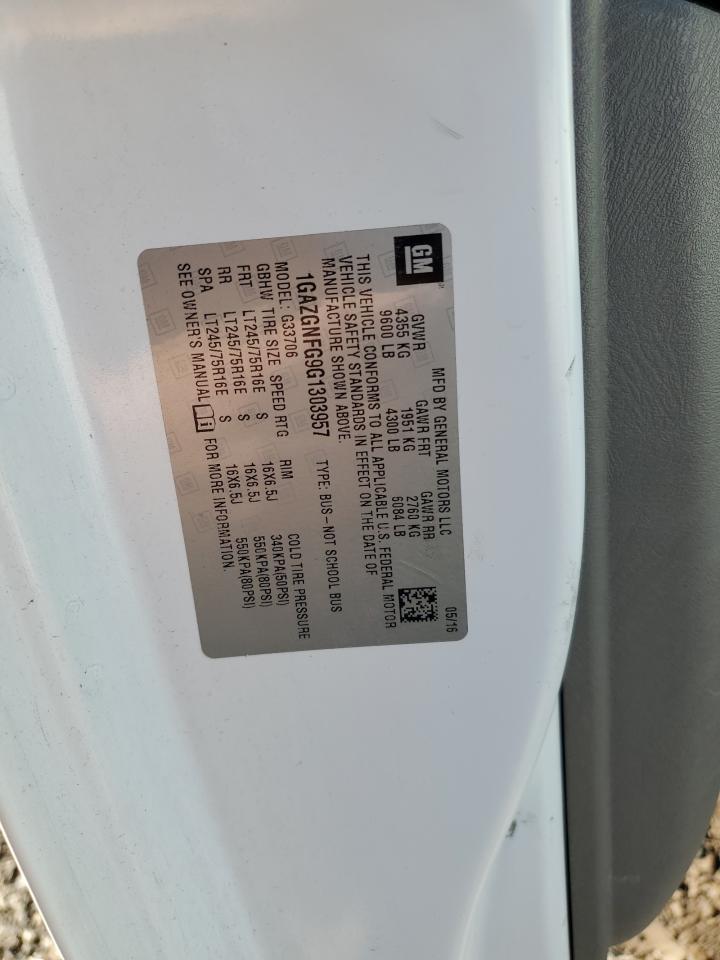 GM
MFD BY GENERAL MOTORS LLC 05/16
GVWR GAWR FRT GAWR RR
4355 KG 1951 KG 2760 KG
9600 LB 4300 LB 6084 LB
THIS VEHICLE CONFORMS TO ALL APPLICABLE U.S. FEDERAL MOTOR
VEHICLE SAFETY STANDARDS IN EFFECT ON THE DATE OF
MANUFACTURE SHOWN ABOVE.
1GAZGNFG9G1303957 TYPE: BUS-NOT SCHOOL BUS
MODEL: G33706
GBHW TIRE SIZE SPEED RTG RIM COLD TIRE PRESSURE
FRT LT245/75R16E S 16X6.5J 340KPA(50PSI)
RR LT245/75R16E S 16X6.5J 550KPA(80PSI)
SPA LT245/75R16E S 16X6.5J 550KPA(80PSI)
SEE OWNER'S MANUAL FOR MORE INFORMATION.